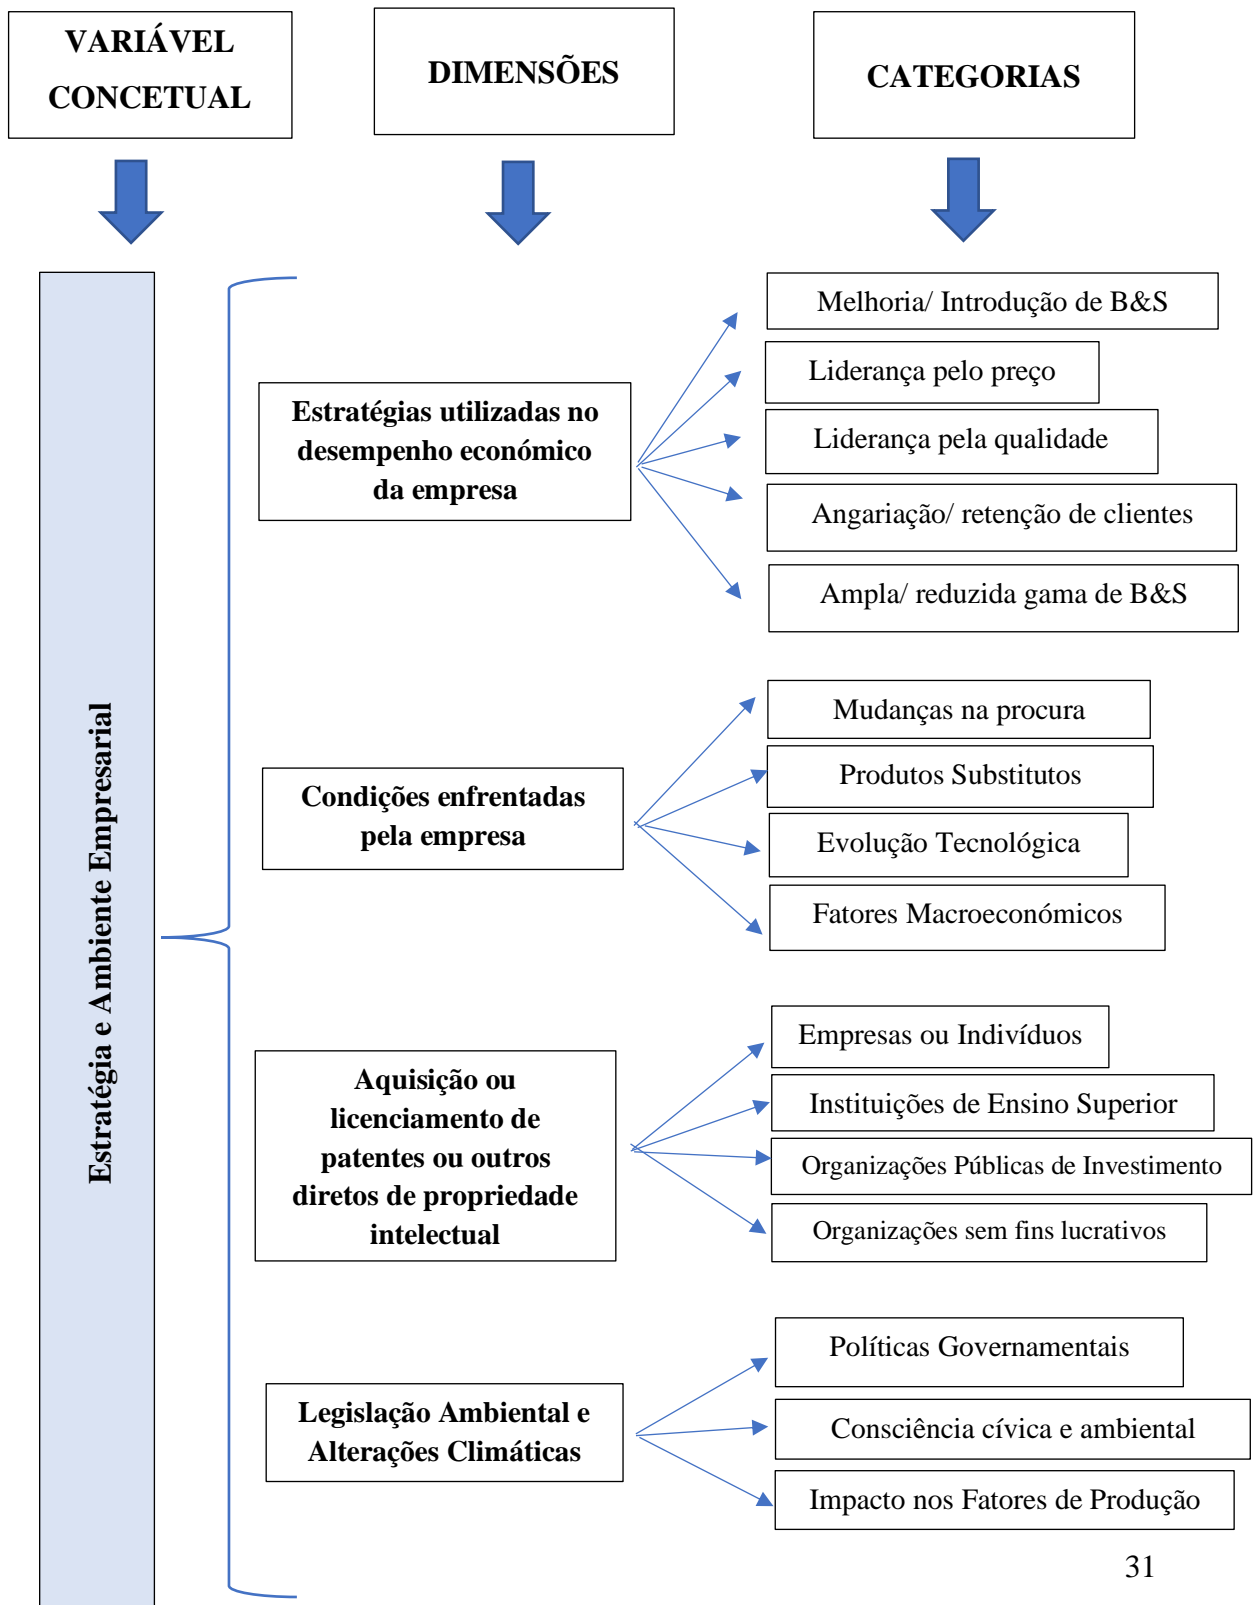 VARIÁVEL
CONCETUAL
DIMENSÕES
CATEGORIAS
Estratégia e Ambiente Empresarial
Estratégias utilizadas no
desempenho económico
da empresa
Melhoria/ Introdução de B&S
Liderança pelo preço
Liderança pela qualidade
Angariação/ retenção de clientes
Ampla/ reduzida gama de B&S
Condições enfrentadas
pela empresa
Mudanças na procura
Produtos Substitutos
Evolução Tecnológica
Fatores Macroeconómicos
Aquisição ou
licenciamento de
patentes ou outros
diretos de propriedade
intelectual
Empresas ou Indivíduos
Instituições de Ensino Superior
Organizações Públicas de Investimento
Organizações sem fins lucrativos
Legislação Ambiental e
Alterações Climáticas
Políticas Governamentais
Consciência cívica e ambiental
Impacto nos Fatores de Produção
31